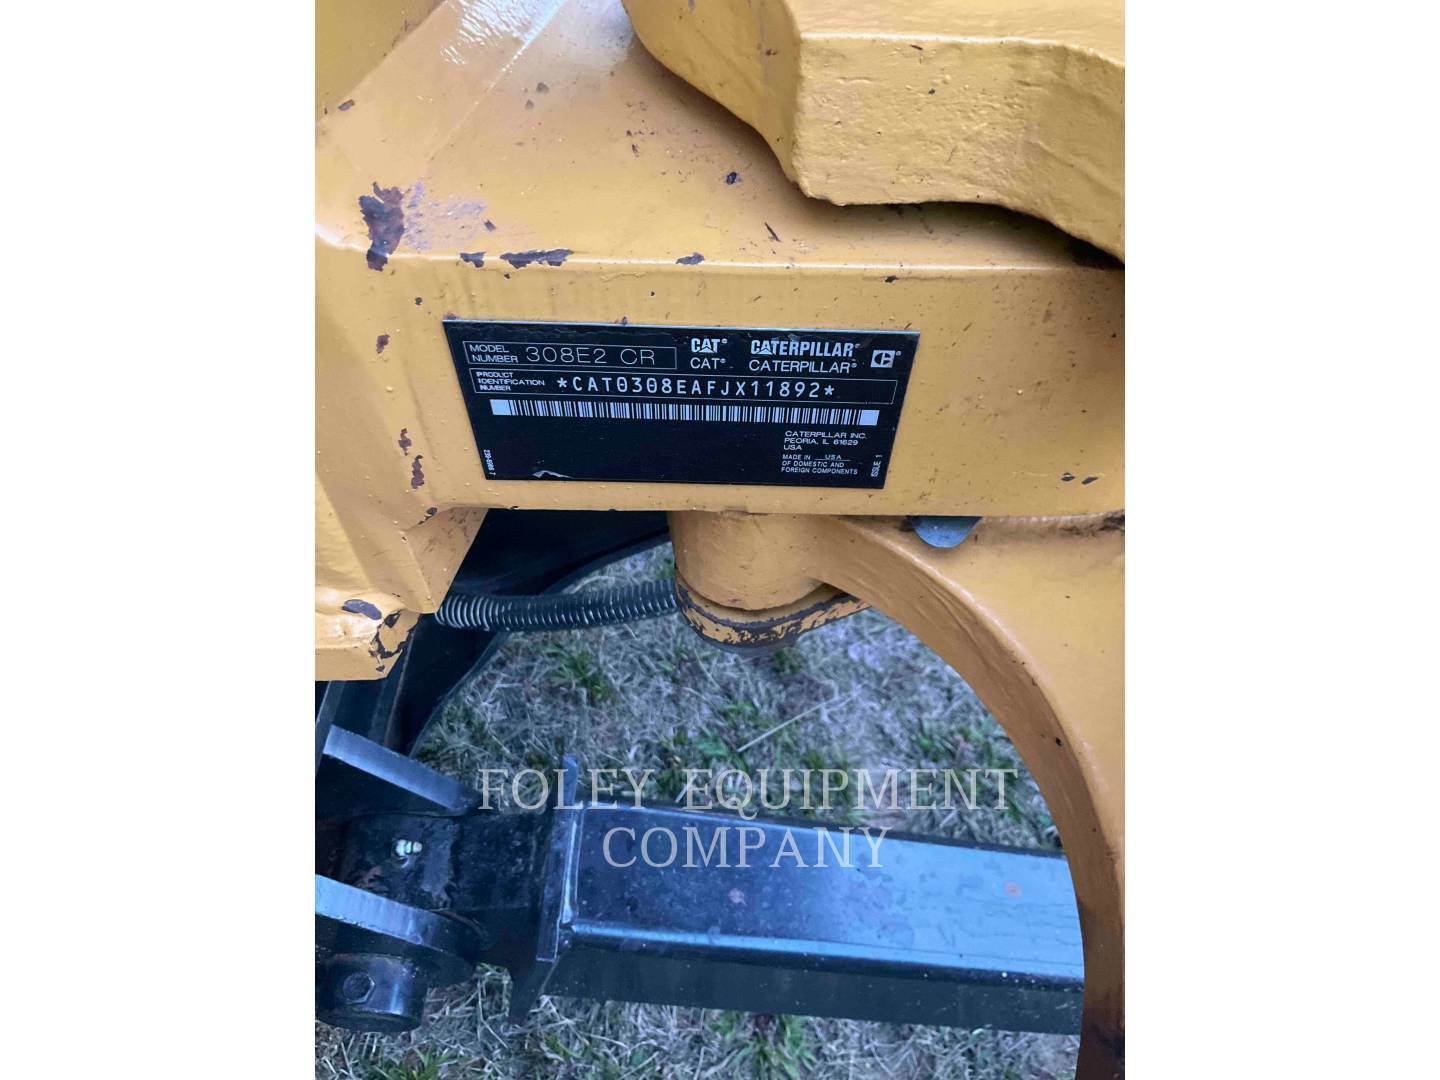 MODEL NUMBER 308E2 CR
CAT® CATERPILLAR®
CAT® CATERPILLAR®
PRODUCT IDENTIFICATION NUMBER *CAT0308EAFJX11892*
CATERPILLAR INC.
PEORIA, IL 61629
USA
MADE IN USA
OF DOMESTIC AND
FOREIGN COMPONENTS
ISSUE 1
FOLEY EQUIPMENT
COMPANY